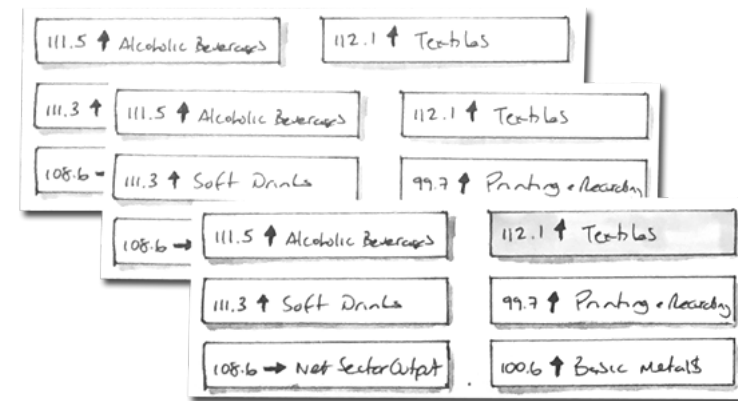 111.5 ↑ Alcoholic Beverages
112.1 ↑ Textiles
111.3 ↑
111.5 ↑ Alcoholic Beverages
112.1 ↑ Textiles
108.6 →
111.3 ↑ Soft Drinks
99.7 ↑ Printing & Recording
108.6 →
111.5 ↑ Alcoholic Beverages
112.1 ↑ Textiles
111.3 ↑ Soft Drinks
99.7 ↑ Printing & Recording
108.6 → Net Sector Output
100.6 ↑ Basic Metals